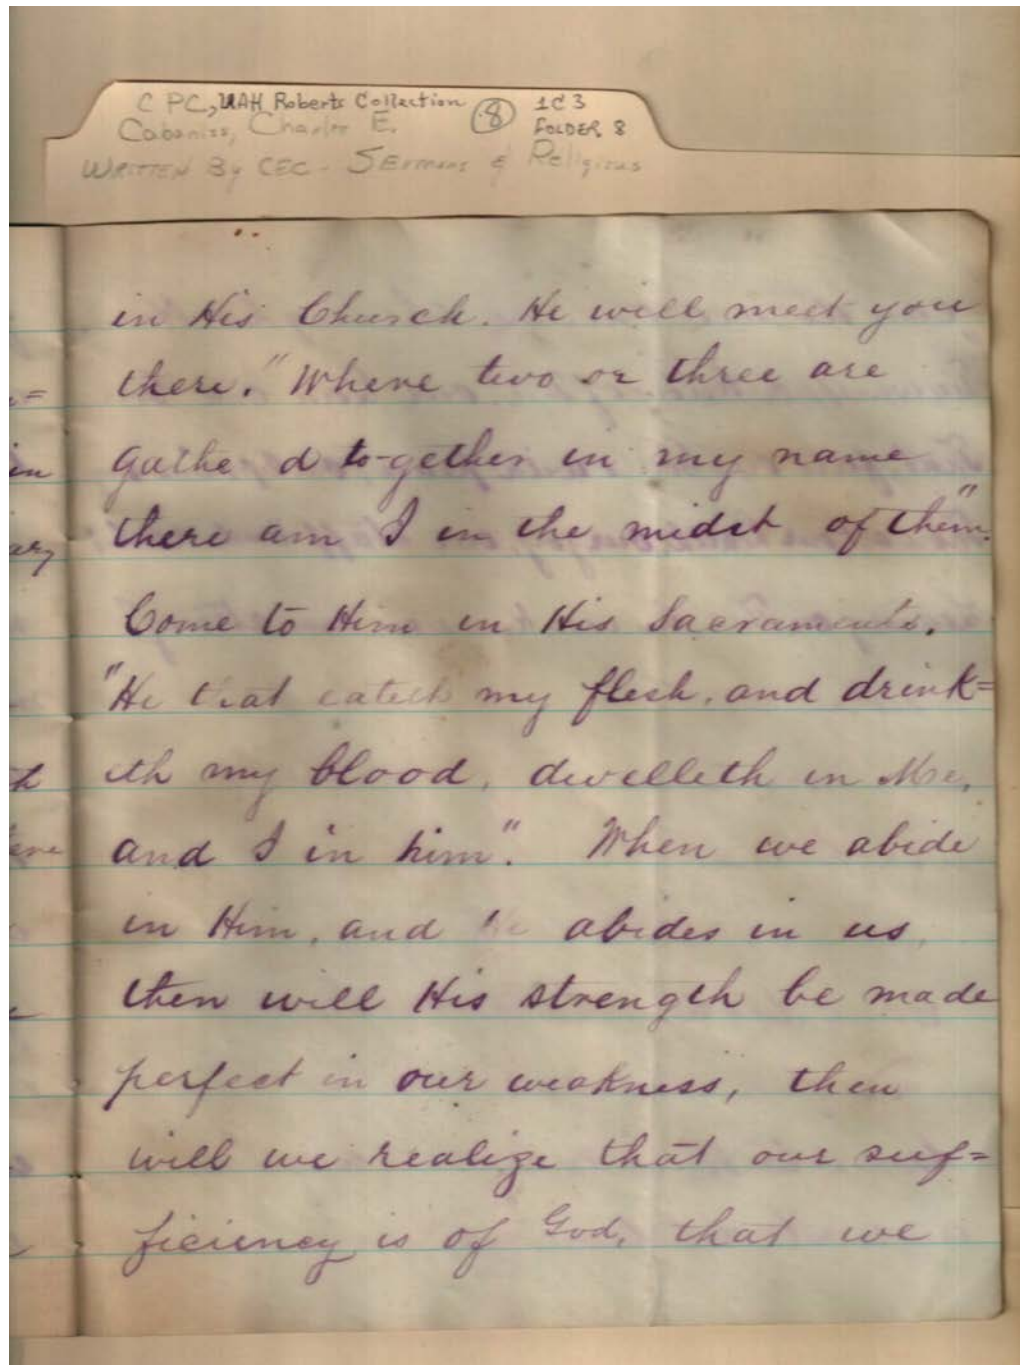 C PC, UAH Roberts Collection (8) 1C3
Cabaniss, Charles E. FOLDER 8
WRITTEN By CEC - SERMONS & Religious
in His Church. He will meet you
there. "Where two or three are
gathe d to-gether in my name
there am I in the midst of them."
Come to Him in His Sacraments.
"He that eateth my flesh, and drink=
eth my blood, dwelleth in Me,
and I in him". When we abide
in Him, and he abides in us,
then will His strength be made
perfect in our weakness, then
will we realize that our suf=
ficiency is of God, that we